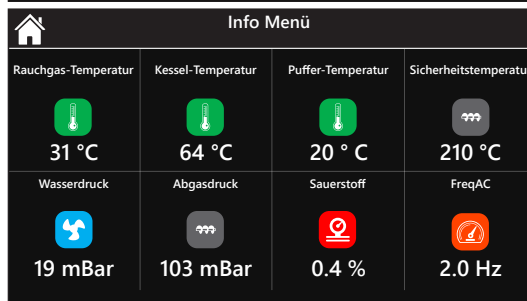 Info Menü
Rauchgas-Temperatur Kessel-Temperatur Puffer-Temperatur Sicherheitstemperatu
31 °C 64 °C 20 ° C 210 °C
Wasserdruck Abgasdruck Sauerstoff FreqAC
19 mBar 103 mBar 0.4 % 2.0 Hz